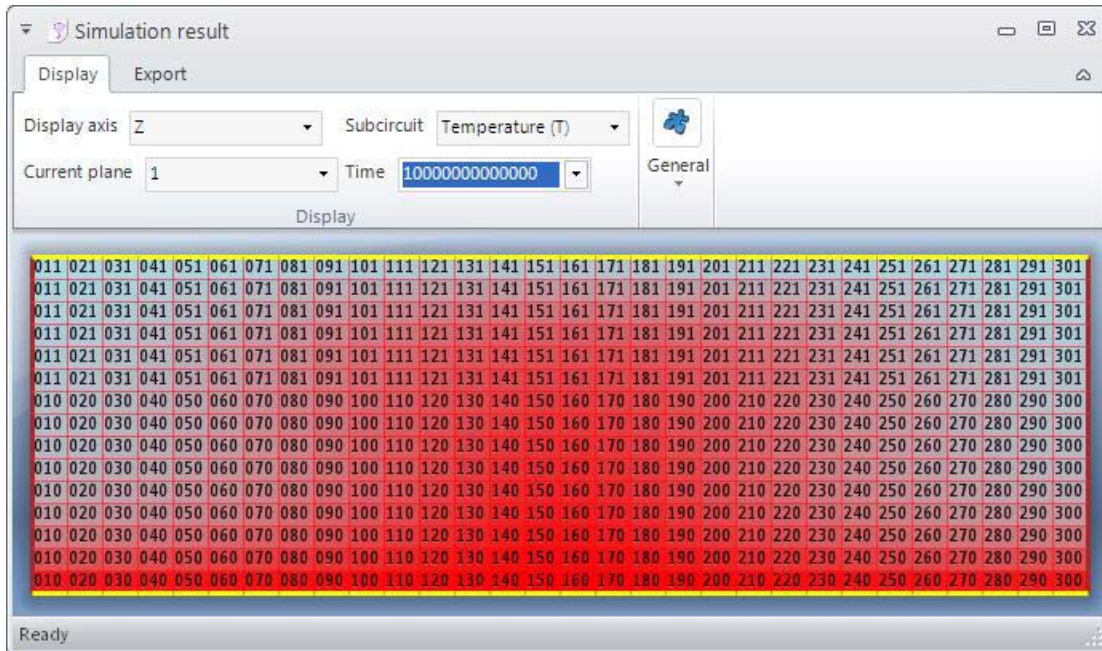 Simulation result
Display Export
Display axis Z Subcircuit Temperature (T)
Current plane 1 Time 10000000000000 General
Display
011 021 031 041 051 061 071 081 091 101 111 121 131 141 151 161 171 181 191 201 211 221 231 241 251 261 271 281 291 301
011 021 031 041 051 061 071 081 091 101 111 121 131 141 151 161 171 181 191 201 211 221 231 241 251 261 271 281 291 301
011 021 031 041 051 061 071 081 091 101 111 121 131 141 151 161 171 181 191 201 211 221 231 241 251 261 271 281 291 301
011 021 031 041 051 061 071 081 091 101 111 121 131 141 151 161 171 181 191 201 211 221 231 241 251 261 271 281 291 301
011 021 031 041 051 061 071 081 091 101 111 121 131 141 151 161 171 181 191 201 211 221 231 241 251 261 271 281 291 301
011 021 031 041 051 061 071 081 091 101 111 121 131 141 151 161 171 181 191 201 211 221 231 241 251 261 271 281 291 301
010 020 030 040 050 060 070 080 090 100 110 120 130 140 150 160 170 180 190 200 210 220 230 240 250 260 270 280 290 300
010 020 030 040 050 060 070 080 090 100 110 120 130 140 150 160 170 180 190 200 210 220 230 240 250 260 270 280 290 300
010 020 030 040 050 060 070 080 090 100 110 120 130 140 150 160 170 180 190 200 210 220 230 240 250 260 270 280 290 300
010 020 030 040 050 060 070 080 090 100 110 120 130 140 150 160 170 180 190 200 210 220 230 240 250 260 270 280 290 300
010 020 030 040 050 060 070 080 090 100 110 120 130 140 150 160 170 180 190 200 210 220 230 240 250 260 270 280 290 300
010 020 030 040 050 060 070 080 090 100 110 120 130 140 150 160 170 180 190 200 210 220 230 240 250 260 270 280 290 300
010 020 030 040 050 060 070 080 090 100 110 120 130 140 150 160 170 180 190 200 210 220 230 240 250 260 270 280 290 300
010 020 030 040 050 060 070 080 090 100 110 120 130 140 150 160 170 180 190 200 210 220 230 240 250 260 270 280 290 300
010 020 030 040 050 060 070 080 090 100 110 120 130 140 150 160 170 180 190 200 210 220 230 240 250 260 270 280 290 300
Ready